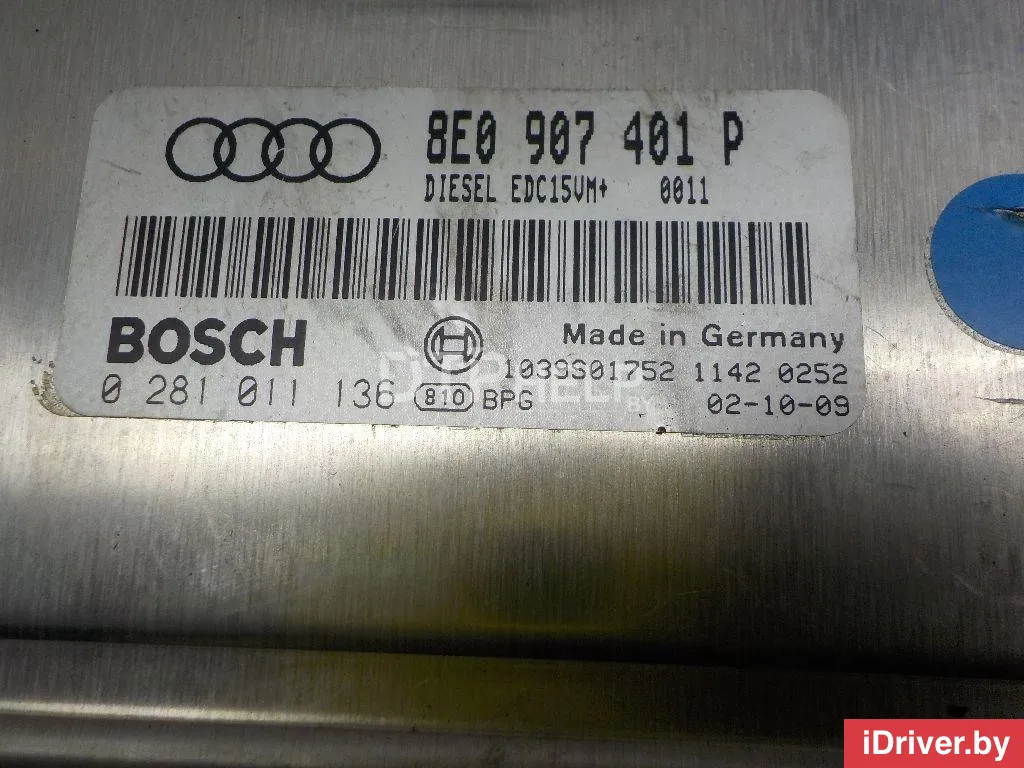 8E0 907 401 P
DIESEL EDC15VM+ 0011
BOSCH
Made in Germany
1039S01752 1142 0252
0 281 011 136 810 BPG 02-10-09
iDriver.by